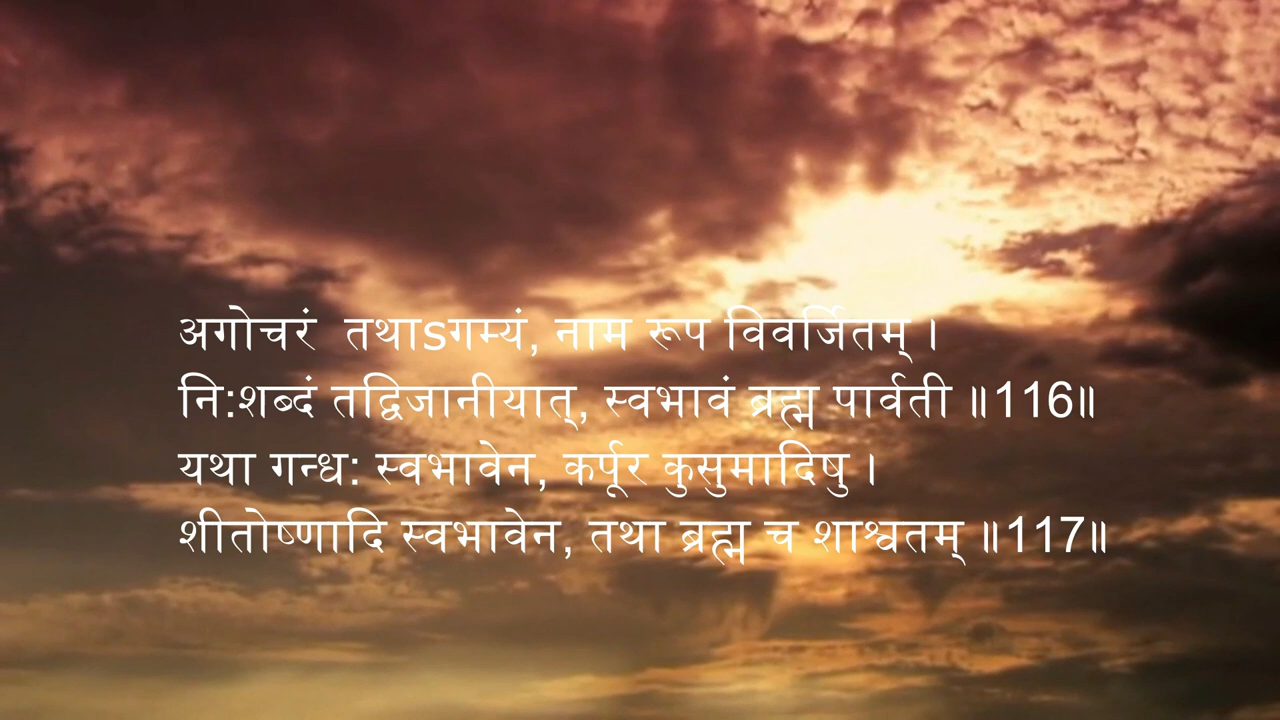 अगोचरं तथाऽगम्यं, नाम रूप विवर्जितम् ।
नि:शब्दं तद्विजानीयात्, स्वभावं ब्रह्म पार्वती ॥116॥
यथा गन्ध: स्वभावेन, कर्पूर कुसुमादिषु ।
शीतोष्णादि स्वभावेन, तथा ब्रह्म च शाश्वतम् ॥117॥